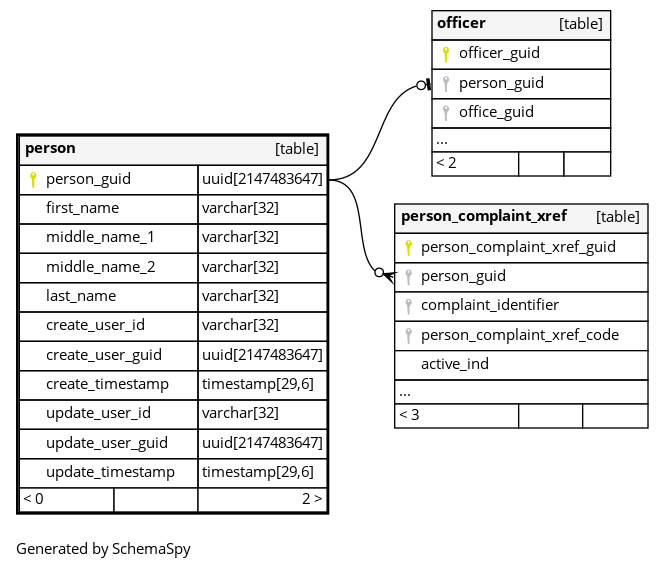 officer [table]
officer_guid
person_guid
office_guid
...
< 2
person [table]
person_guid uuid[2147483647]
first_name varchar[32]
middle_name_1 varchar[32]
middle_name_2 varchar[32]
last_name varchar[32]
create_user_id varchar[32]
create_user_guid uuid[2147483647]
create_timestamp timestamp[29,6]
update_user_id varchar[32]
update_user_guid uuid[2147483647]
update_timestamp timestamp[29,6]
< 0 2 >
person_complaint_xref [table]
person_complaint_xref_guid
person_guid
complaint_identifier
person_complaint_xref_code
active_ind
...
< 3
Generated by SchemaSpy